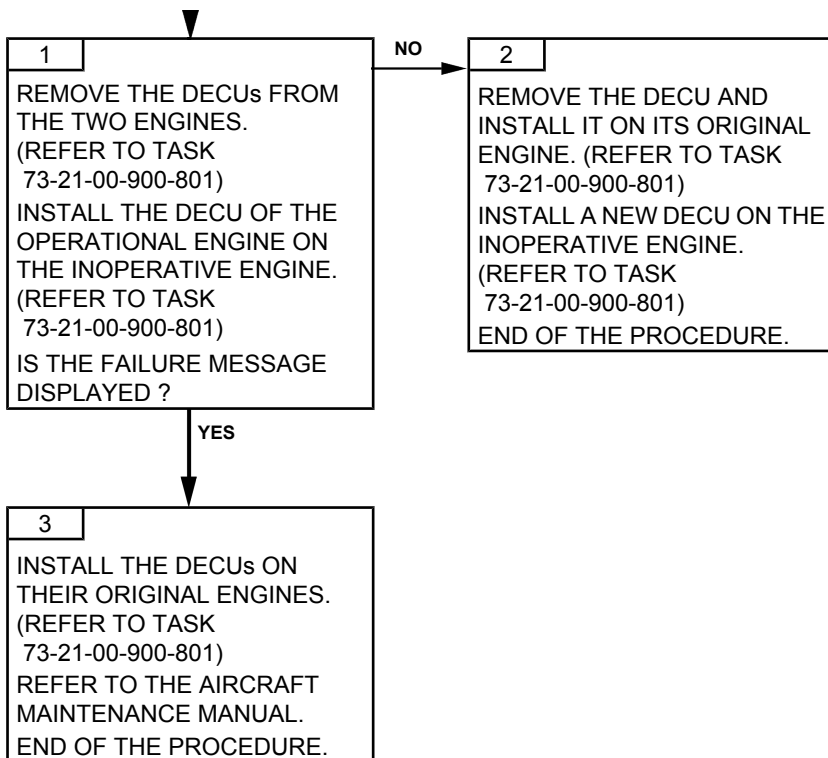 1
REMOVE THE DECUs FROM
THE TWO ENGINES.
(REFER TO TASK
73-21-00-900-801)
INSTALL THE DECU OF THE
OPERATIONAL ENGINE ON
THE INOPERATIVE ENGINE.
(REFER TO TASK
73-21-00-900-801)
IS THE FAILURE MESSAGE
DISPLAYED ?
NO
2
REMOVE THE DECU AND
INSTALL IT ON ITS ORIGINAL
ENGINE. (REFER TO TASK
73-21-00-900-801)
INSTALL A NEW DECU ON THE
INOPERATIVE ENGINE.
(REFER TO TASK
73-21-00-900-801)
END OF THE PROCEDURE.
YES
3
INSTALL THE DECUs ON
THEIR ORIGINAL ENGINES.
(REFER TO TASK
73-21-00-900-801)
REFER TO THE AIRCRAFT
MAINTENANCE MANUAL.
END OF THE PROCEDURE.